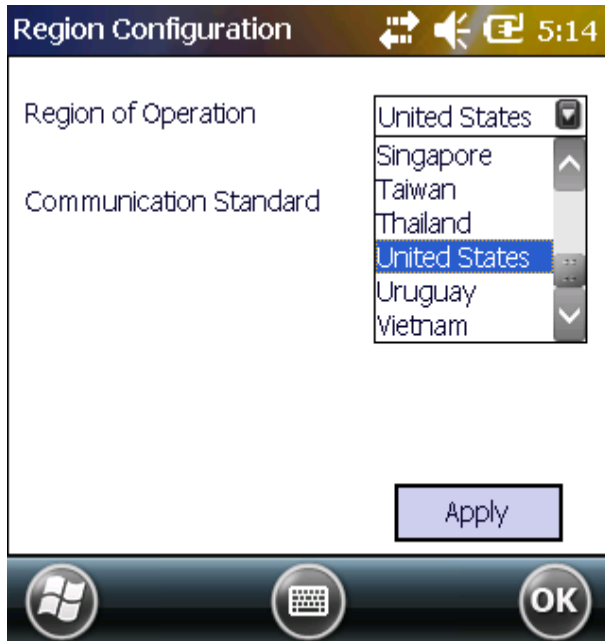 Region Configuration 5:14
Region of Operation United States
Singapore
Communication Standard Taiwan
Thailand
United States
Uruguay
Vietnam
Apply
OK